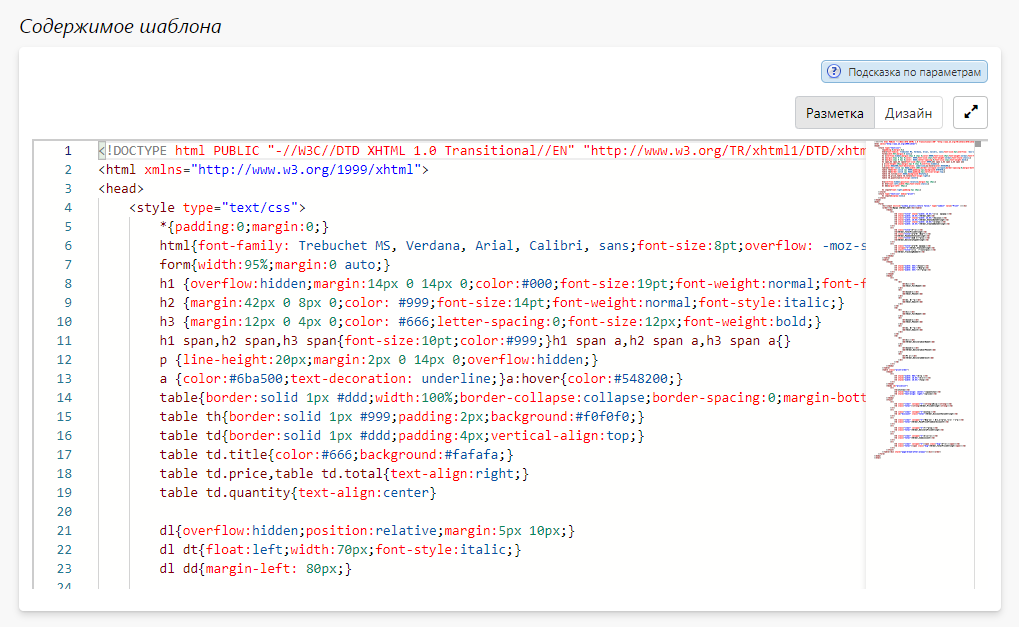 Содержимое шаблона
Подсказка по параметрам
Разметка Дизайн
1 <!DOCTYPE html PUBLIC "-//W3C//DTD XHTML 1.0 Transitional//EN" "http://www.w3.org/TR/xhtml1/DTD/xhtm
2 <html xmlns="http://www.w3.org/1999/xhtml">
3 <head>
4 <style type="text/css">
5 *{padding:0;margin:0;}
6 html{font-family: Trebuchet MS, Verdana, Arial, Calibri, sans;font-size:8pt;overflow: -moz-s
7 form{width:95%;margin:0 auto;}
8 h1 {overflow:hidden;margin:14px 0 14px 0;color:#000;font-size:19pt;font-weight:normal;font-f
9 h2 {margin:42px 0 8px 0;color: #999;font-size:14pt;font-weight:normal;font-style:italic;}
10 h3 {margin:12px 0 4px 0;color: #666;letter-spacing:0;font-size:12px;font-weight:bold;}
11 h1 span,h2 span,h3 span{font-size:10pt;color:#999;}h1 span a,h2 span a,h3 span a{}
12 p {line-height:20px;margin:2px 0 14px 0;overflow:hidden;}
13 a {color:#6ba500;text-decoration: underline;}a:hover{color:#548200;}
14 table{border:solid 1px #ddd;width:100%;border-collapse:collapse;border-spacing:0;margin-bott
15 table th{border:solid 1px #999;padding:2px;background:#f0f0f0;}
16 table td{border:solid 1px #ddd;padding:4px;vertical-align:top;}
17 table td.title{color:#666;background:#fafafa;}
18 table td.price,table td.total{text-align:right;}
19 table td.quantity{text-align:center}
20
21 dl{overflow:hidden;position:relative;margin:5px 10px;}
22 dl dt{float:left;width:70px;font-style:italic;}
23 dl dd{margin-left: 80px;}
24